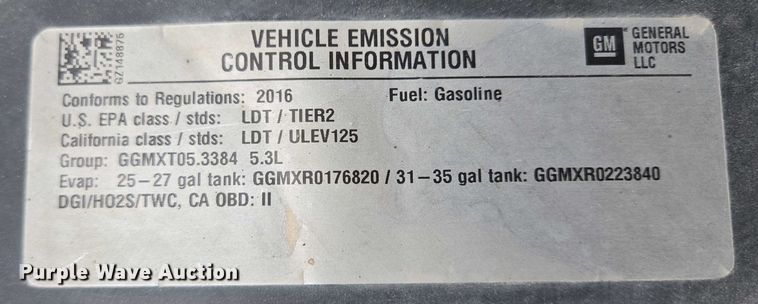 GZ148876
VEHICLE EMISSION
CONTROL INFORMATION
GM
GENERAL
MOTORS
LLC
Conforms to Regulations: 2016 Fuel: Gasoline
U.S. EPA class / stds: LDT / TIER2
California class / stds: LDT / ULEV125
Group: GGMXT05.3384 5.3L
Evap: 25-27 gal tank: GGMXR0176820 / 31-35 gal tank: GGMXR0223840
DGI/HO2S/TWC, CA OBD: II
Purple Wave Auction